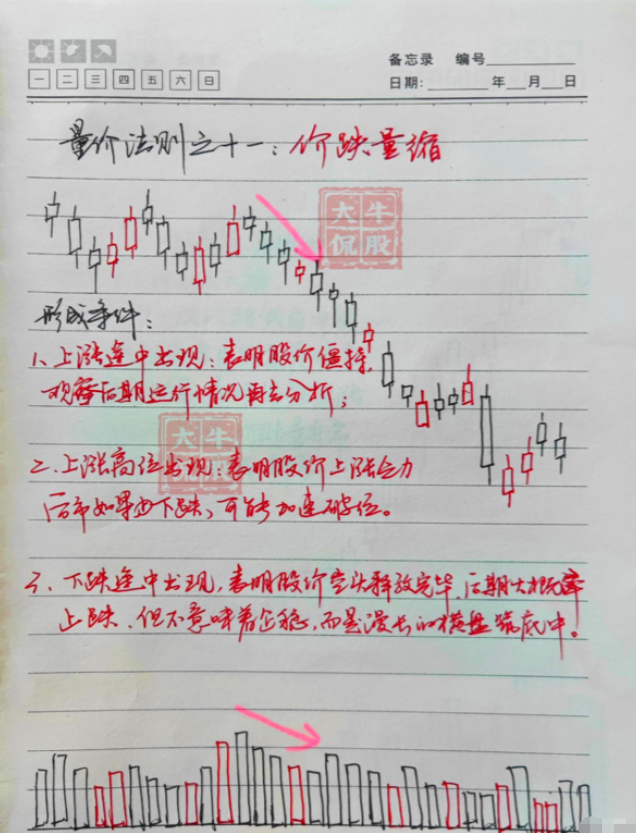 备忘录 编号
一 二 三 四 五 六 日
日期: 年 月 日
量价法则之十一: 价跌量缩
大牛
侃股
形成条件:
1、上涨途中出现:表明股价僵持,
观察后期运行情况再去分析;
大牛
侃股
2、上涨高位出现:表明股价上涨乏力
后市如果由下跌,可能加速破位。
3、下跌途中出现,表明股价空头释放完毕,后期大概率
止跌,但不意味着企稳,而是漫长的横盘筑底中。